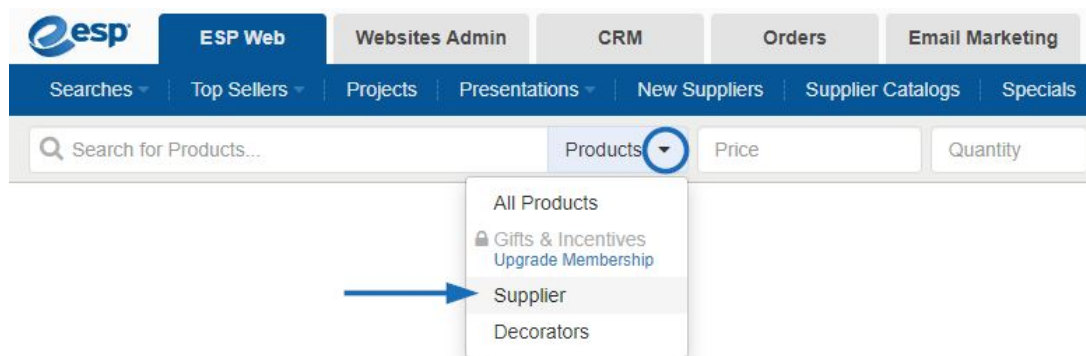 esp ESP Web Websites Admin CRM Orders Email Marketing
Searches Top Sellers Projects Presentations New Suppliers Supplier Catalogs Specials
Search for Products... Products Price Quantity
All Products
Gifts & Incentives
Upgrade Membership
Supplier
Decorators